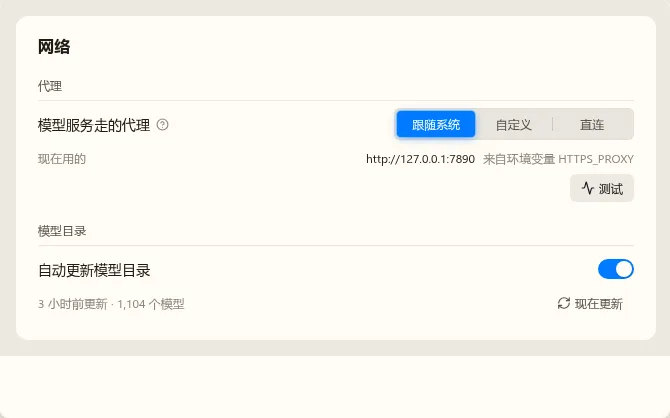 网络
代理
模型服务走的代理
跟随系统 自定义 直连
现在用的 http://127.0.0.1:7890 来自环境变量 HTTPS_PROXY
测试
模型目录
自动更新模型目录
3 小时前更新 · 1,104 个模型 现在更新